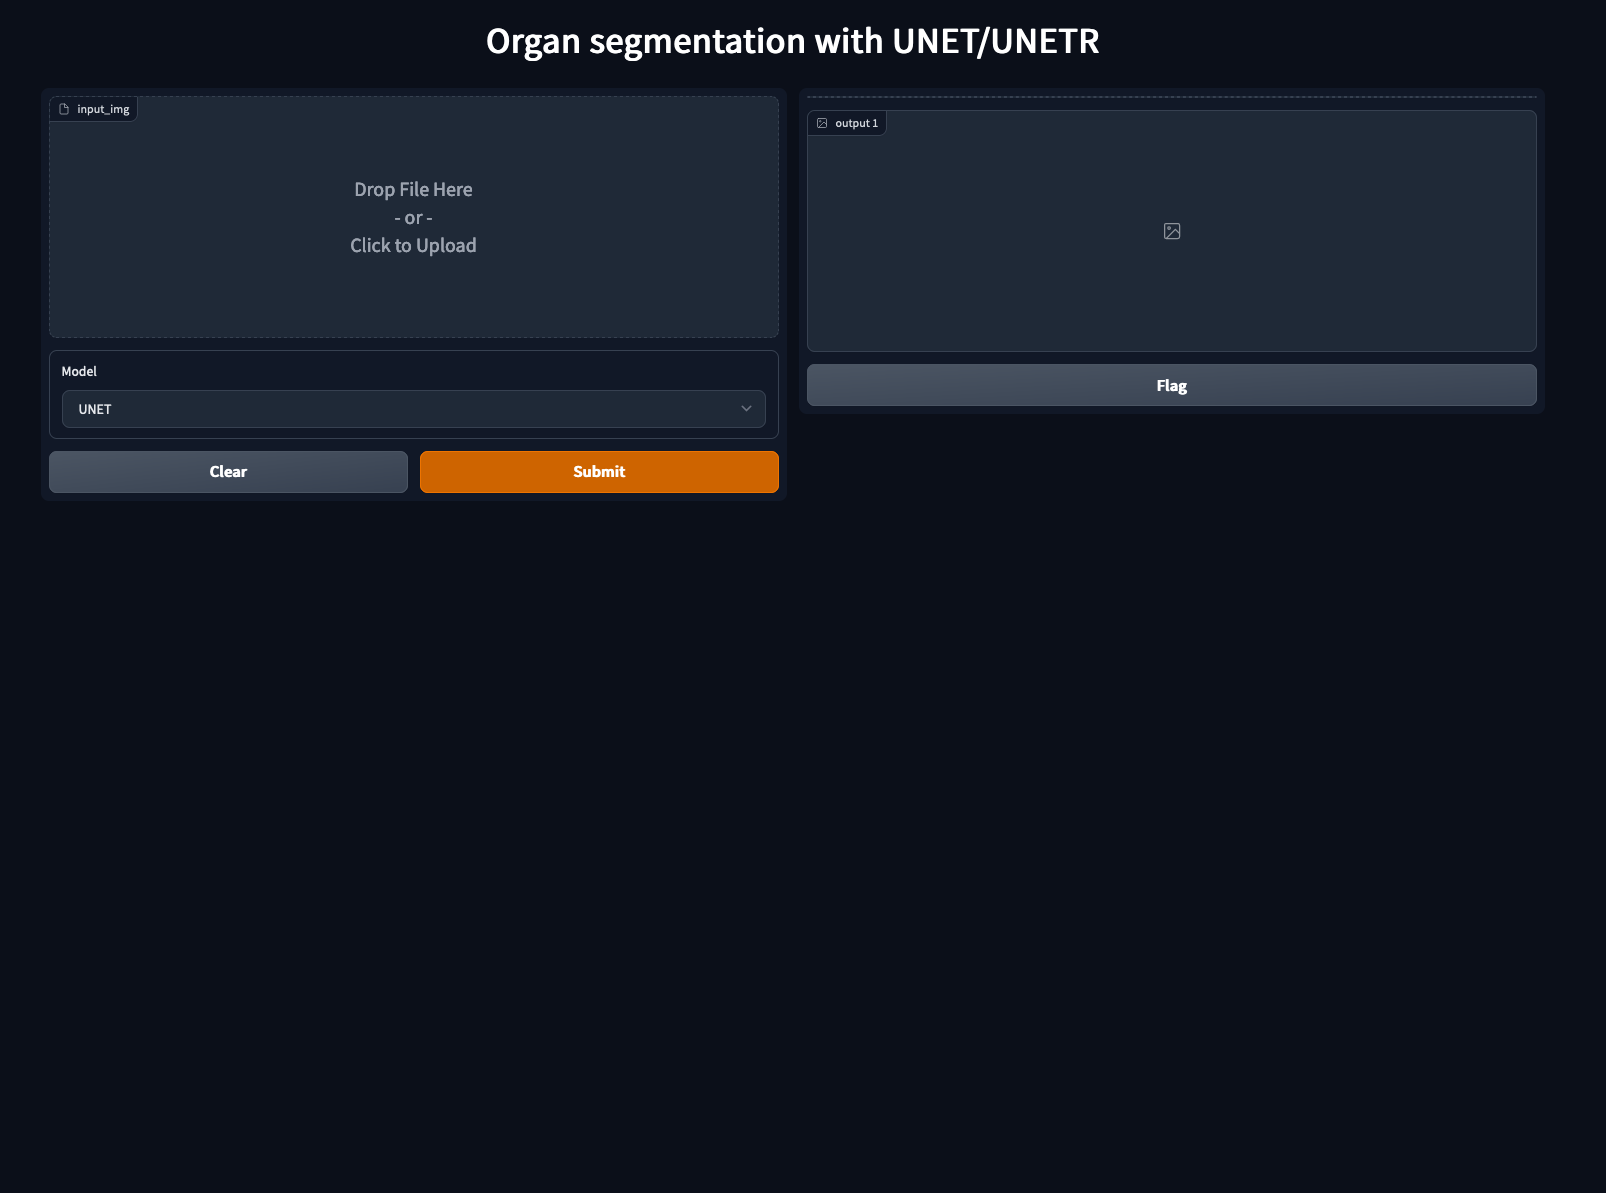 Organ segmentation with UNET/UNETR
input_img
Drop File Here
- or -
Click to Upload
Model
UNET
Clear
Submit
output 1
Flag